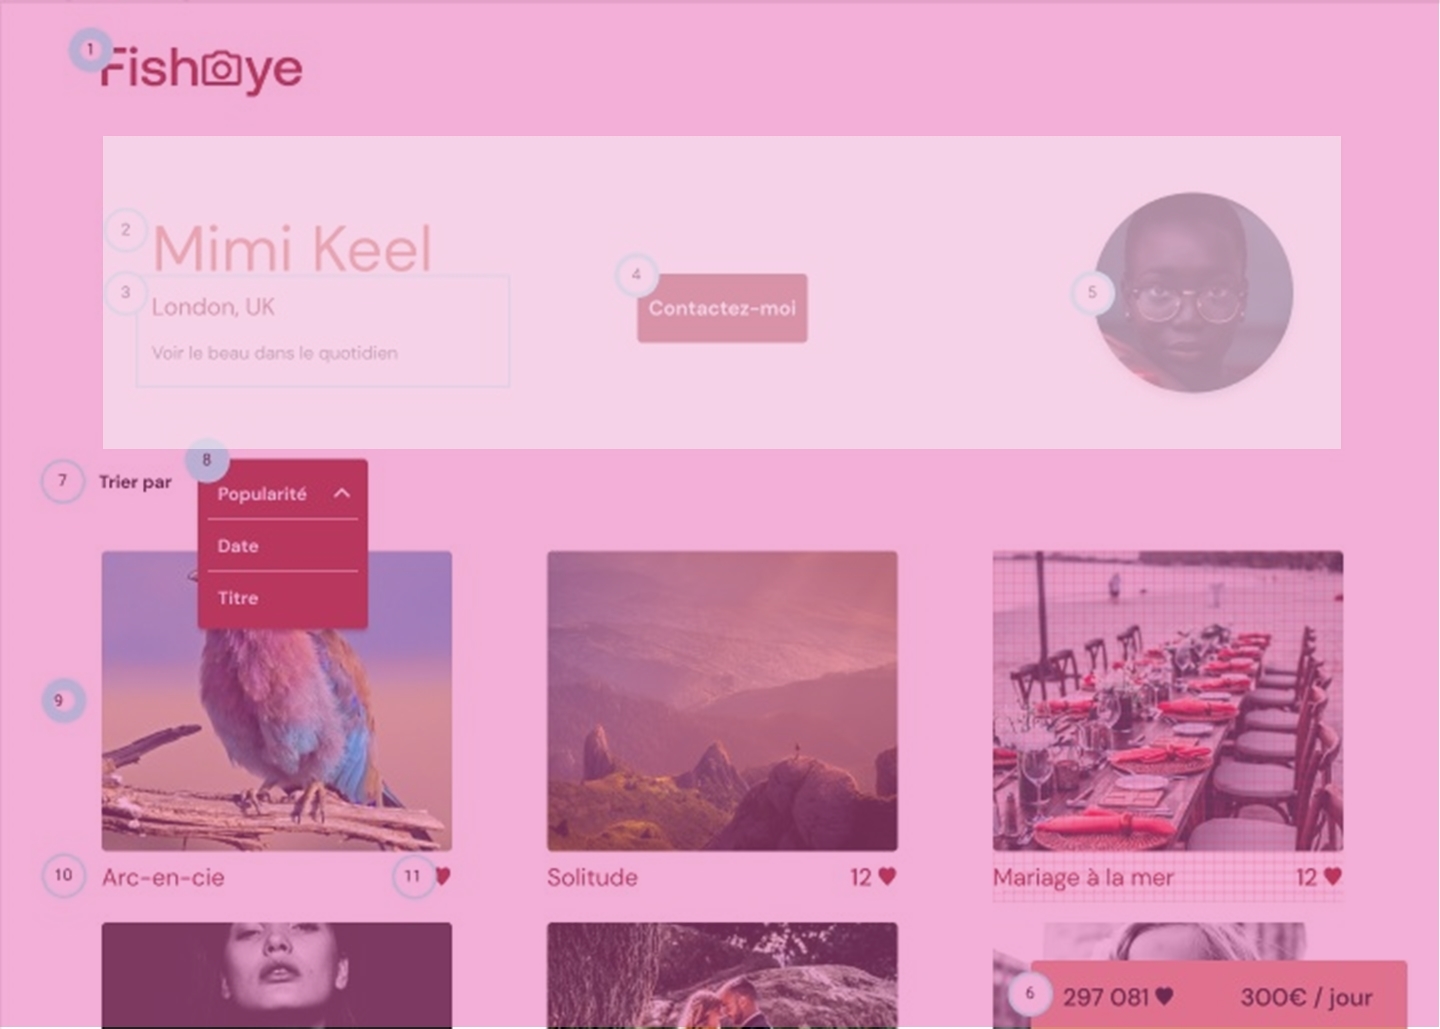 1
Fisheye
2
Mimi Keel
3
London, UK
Voir le beau dans le quotidien
4
Contactez-moi
5
7
Trier par
8
Popularité
Date
Titre
9
10
Arc-en-cie
11
Solitude
12
Mariage à la mer
12
6
297 081
300€ / jour